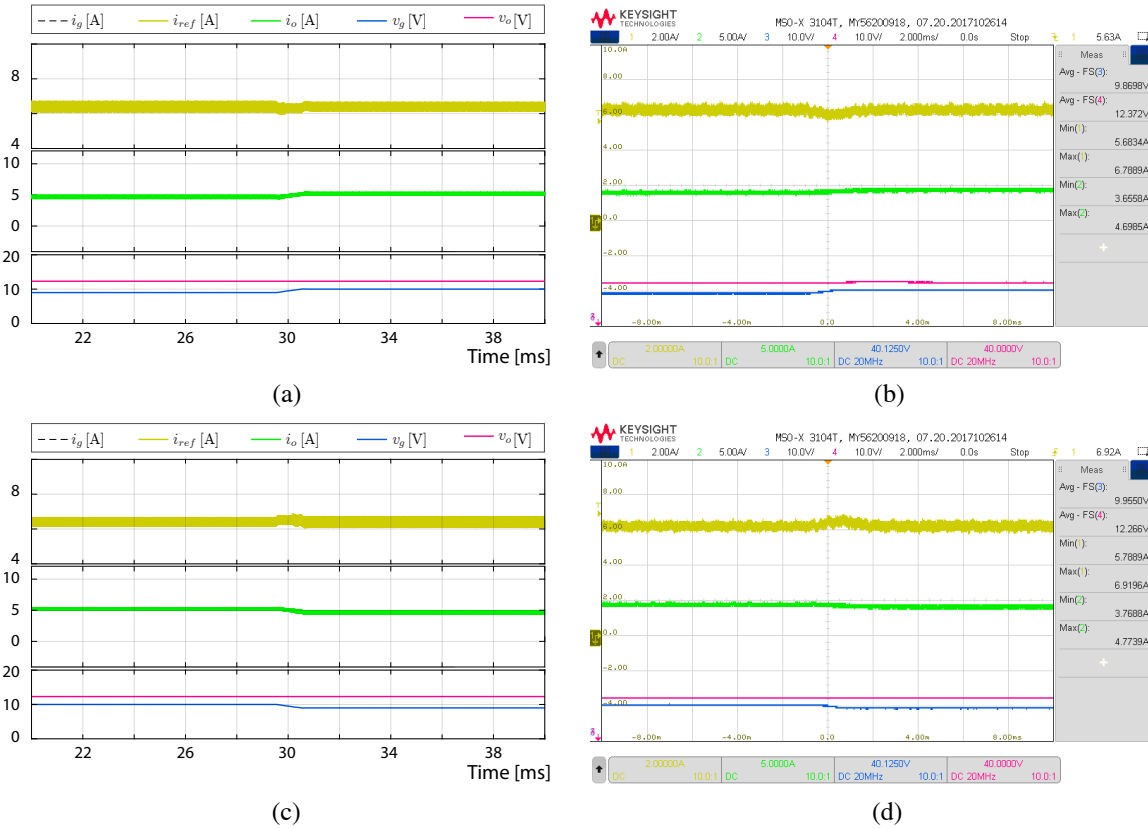 --- i_g [A] — i_ref [A] — i_o [A] — v_g [V] — v_o [V]
8
4
10
5
0
20
10
0
22 26 30 34 38
Time [ms]
(a)
KEYSIGHT
TECHNOLOGIES
MSO-X 3104T, MY56200918, 07.20.2017102614
1 2.00A/ 2 5.00A/ 3 10.0V/ 4 10.0V/ 2.000ms/ 0.0s Stop 1 5.63A
10.0A
8.00
6.00
4.00
2.00
0.0
-2.00
-4.00
-8.00ms 0.0s 4.00ms 8.00ms
Meas
Avg - FS(3):
9.8698V
Avg - FS(4):
12.372V
Min(1):
5.6834A
Max(1):
6.7889A
Min(2):
3.6558A
Max(2):
4.6985A
2.00000A 5.0000A 40.1250V 40.0000V
DC 10.0:1 DC 10.0:1 DC 20MHz 10.0:1 DC 20MHz 10.0:1
(b)
--- i_g [A] — i_ref [A] — i_o [A] — v_g [V] — v_o [V]
8
4
10
5
0
20
10
0
22 26 30 34 38
Time [ms]
(c)
KEYSIGHT
TECHNOLOGIES
MSO-X 3104T, MY56200918, 07.20.2017102614
1 2.00A/ 2 5.00A/ 3 10.0V/ 4 10.0V/ 2.000ms/ 0.0s Stop 1 6.92A
10.0A
8.00
6.00
4.00
2.00
0.0
-2.00
-4.00
-8.00ms -4.00ms 0.0s 4.00ms 8.00ms
Meas
Avg - FS(3):
9.9550V
Avg - FS(4):
12.266V
Min(1):
5.7889A
Max(1):
6.9196A
Min(2):
3.7688A
Max(2):
4.7739A
2.00000A 5.0000A 40.1250V 40.0000V
DC 10.0:1 DC 10.0:1 DC 20MHz 10.0:1 DC 20MHz 10.0:1
(d)